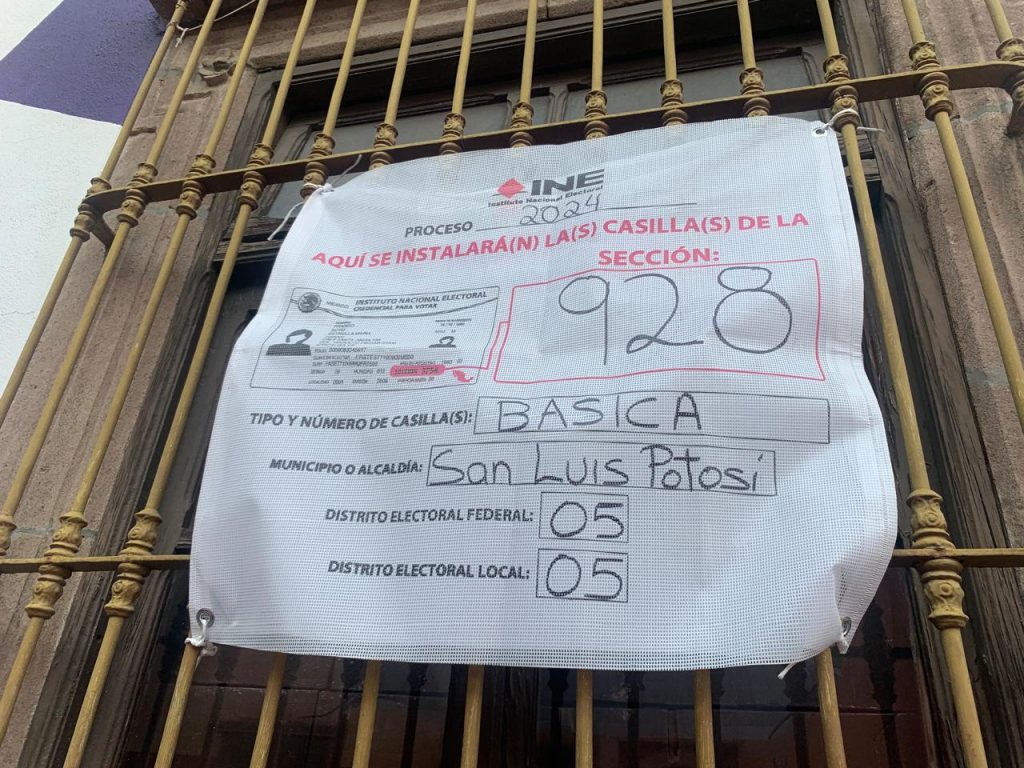 INE
Instituto Nacional Electoral
PROCESO 2024
AQUÍ SE INSTALARÁ(N) LA(S) CASILLA(S) DE LA
SECCIÓN:
928
MÉXICO INSTITUTO NACIONAL ELECTORAL
CREDENCIAL PARA VOTAR
TIPO Y NÚMERO DE CASILLA(S): BASICA
MUNICIPIO O ALCALDÍA: San Luis Potosí
DISTRITO ELECTORAL FEDERAL: 05
DISTRITO ELECTORAL LOCAL: 05